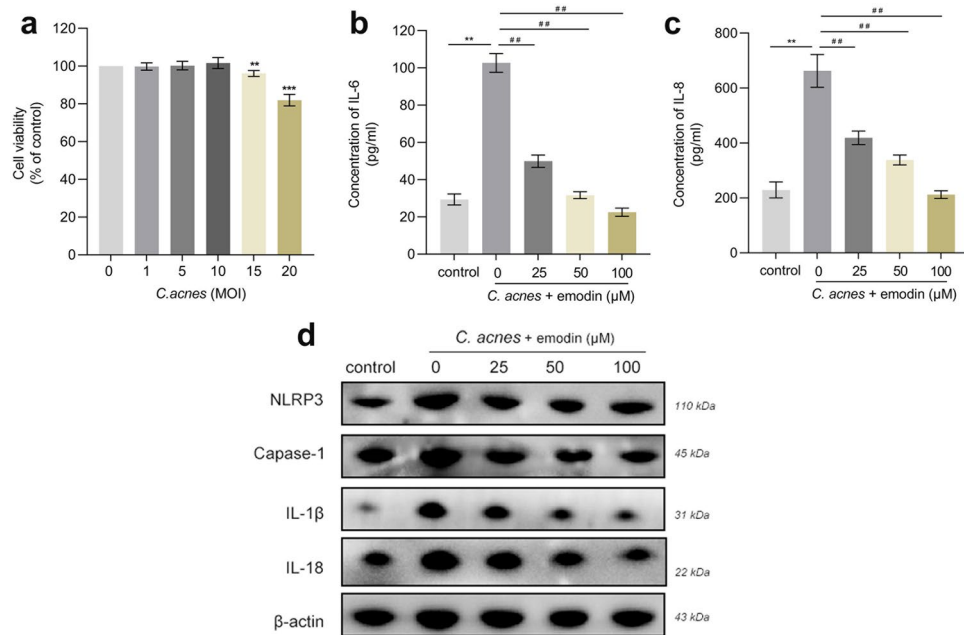 a
120
100
80
60
40
20
0
Cell viability
(% of control)
**
***
0 1 5 10 15 20
C.acnes (MOI)
b
120
100
80
60
40
20
0
Concentration of IL-6
(pg/ml)
##
##
** ##
control 0 25 50 100
C. acnes + emodin (μM)
c
800
600
400
200
0
Concentration of IL-8
(pg/ml)
##
##
** ##
control 0 25 50 100
C. acnes + emodin (μM)
d
C. acnes + emodin (μM)
control 0 25 50 100
NLRP3 110 kDa
Capase-1 45 kDa
IL-1β 31 kDa
IL-18 22 kDa
β-actin 43 kDa